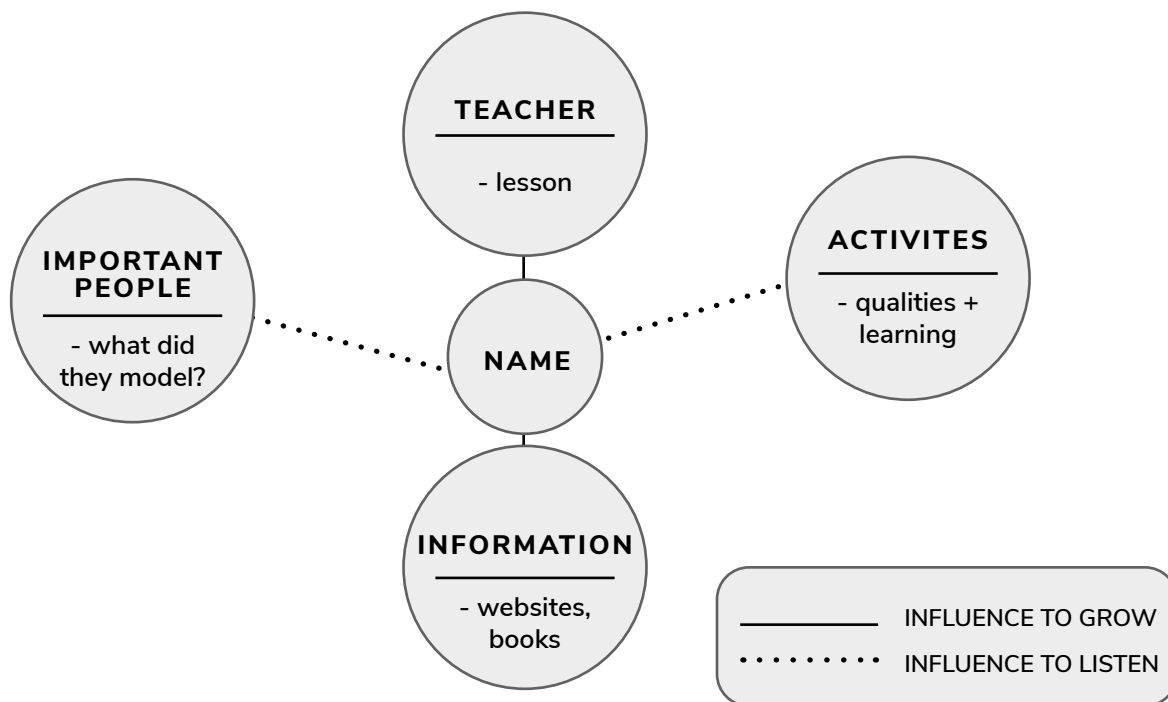 TEACHER
- lesson
IMPORTANT
PEOPLE
- what did
they model?
ACTIVITES
- qualities +
learning
NAME
INFORMATION
- websites,
books
INFLUENCE TO GROW
INFLUENCE TO LISTEN